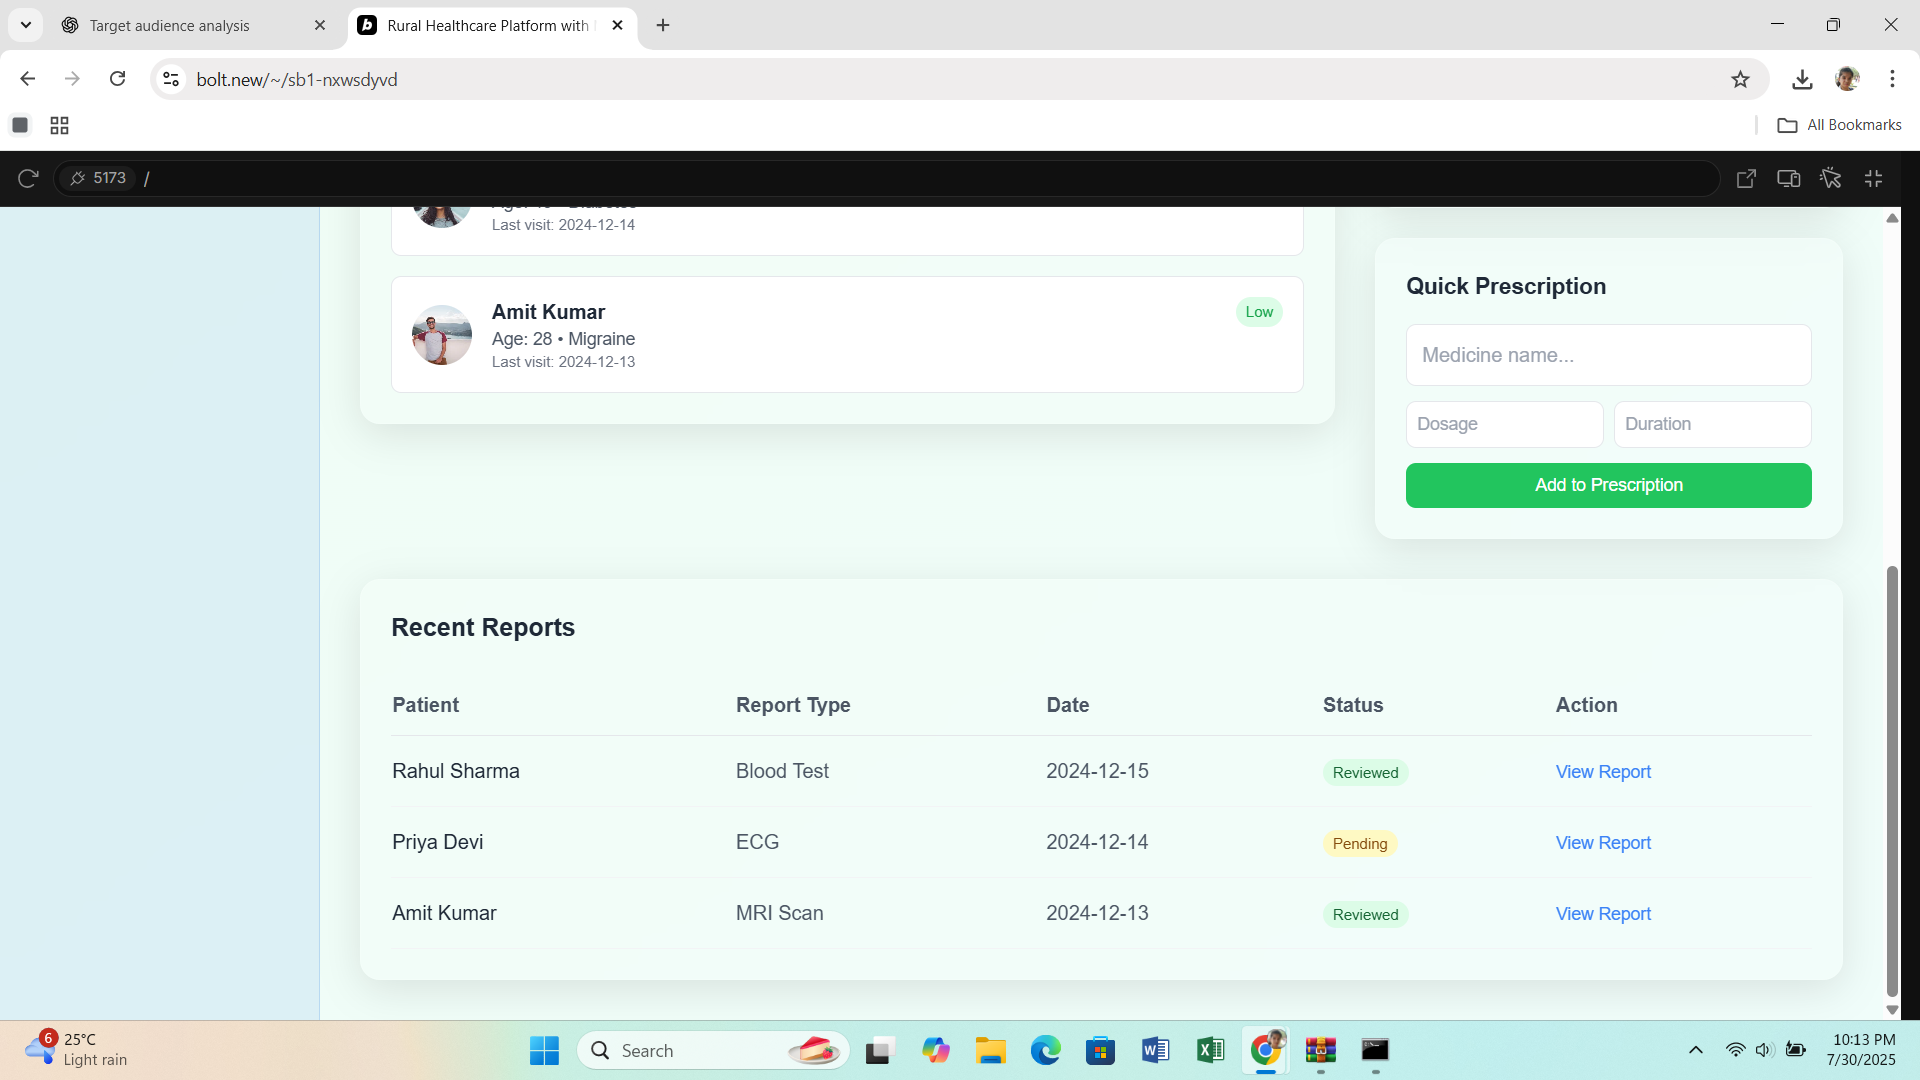 Target audience analysis
Rural Healthcare Platform with
bolt.new/~/sb1-nxwsdyvd
All Bookmarks
5173 /
Last visit: 2024-12-14
Amit Kumar
Age: 28 • Migraine
Last visit: 2024-12-13
Low
Quick Prescription
Medicine name...
Dosage
Duration
Add to Prescription
Recent Reports
Patient Report Type Date Status Action
Rahul Sharma Blood Test 2024-12-15 Reviewed View Report
Priya Devi ECG 2024-12-14 Pending View Report
Amit Kumar MRI Scan 2024-12-13 Reviewed View Report
6
25°C
Light rain
Search
10:13 PM
7/30/2025